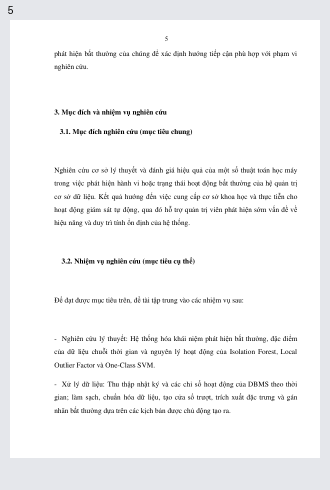 5
5
phát hiện bất thường của chúng để xác định hướng tiếp cận phù hợp với phạm vi
nghiên cứu.
3. Mục đích và nhiệm vụ nghiên cứu
3.1. Mục đích nghiên cứu (mục tiêu chung)
Nghiên cứu cơ sở lý thuyết và đánh giá hiệu quả của một số thuật toán học máy
trong việc phát hiện hành vi hoặc trạng thái hoạt động bất thường của hệ quản trị
cơ sở dữ liệu. Kết quả hướng đến việc cung cấp cơ sở khoa học và thực tiễn cho
hoạt động giám sát tự động, qua đó hỗ trợ quản trị viên phát hiện sớm vấn đề về
hiệu năng và duy trì tính ổn định của hệ thống.
3.2. Nhiệm vụ nghiên cứu (mục tiêu cụ thể)
Để đạt được mục tiêu trên, đề tài tập trung vào các nhiệm vụ sau:
- Nghiên cứu lý thuyết: Hệ thống hóa khái niệm phát hiện bất thường, đặc điểm
của dữ liệu chuỗi thời gian và nguyên lý hoạt động của Isolation Forest, Local
Outlier Factor và One-Class SVM.
- Xử lý dữ liệu: Thu thập nhật ký và các chỉ số hoạt động của DBMS theo thời
gian; làm sạch, chuẩn hóa dữ liệu, tạo cửa sổ trượt, trích xuất đặc trưng và gán
nhãn bất thường dựa trên các kịch bản được chủ động tạo ra.